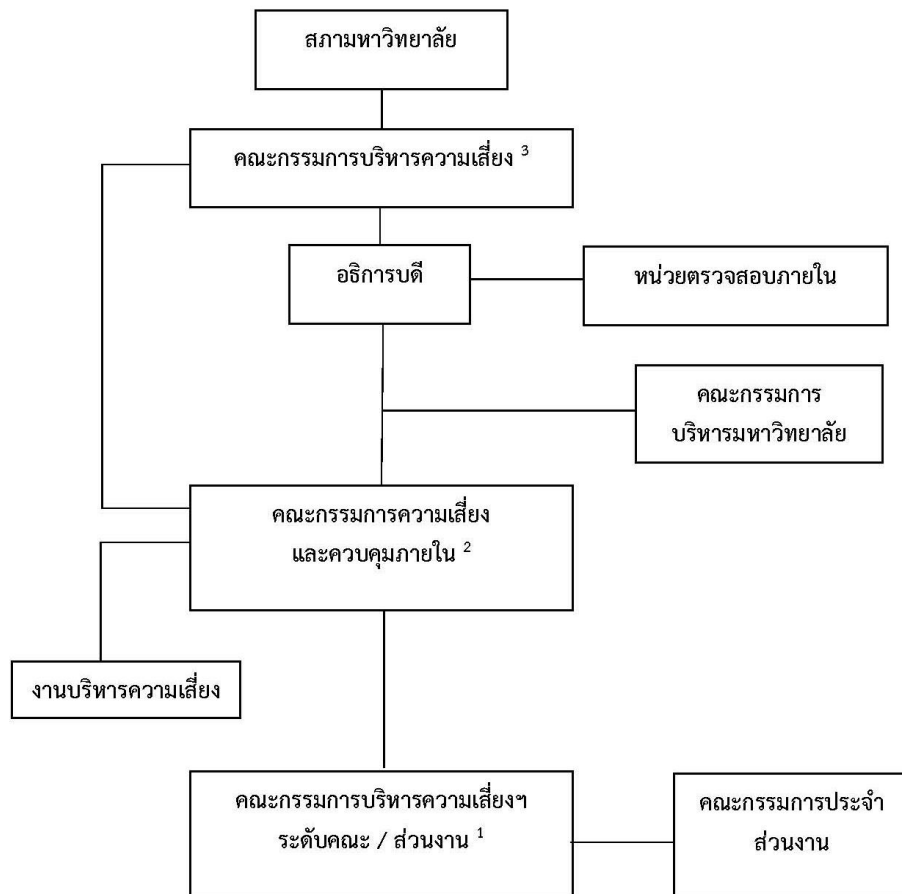 สภามหาวิทยาลัย
คณะกรรมการบริหารความเสี่ยง ³
อธิการบดี
หน่วยตรวจสอบภายใน
คณะกรรมการ
บริหารมหาวิทยาลัย
คณะกรรมการความเสี่ยง
และควบคุมภายใน ²
งานบริหารความเสี่ยง
คณะกรรมการบริหารความเสี่ยงฯ
ระดับคณะ / ส่วนงาน ¹
คณะกรรมการประจำ
ส่วนงาน